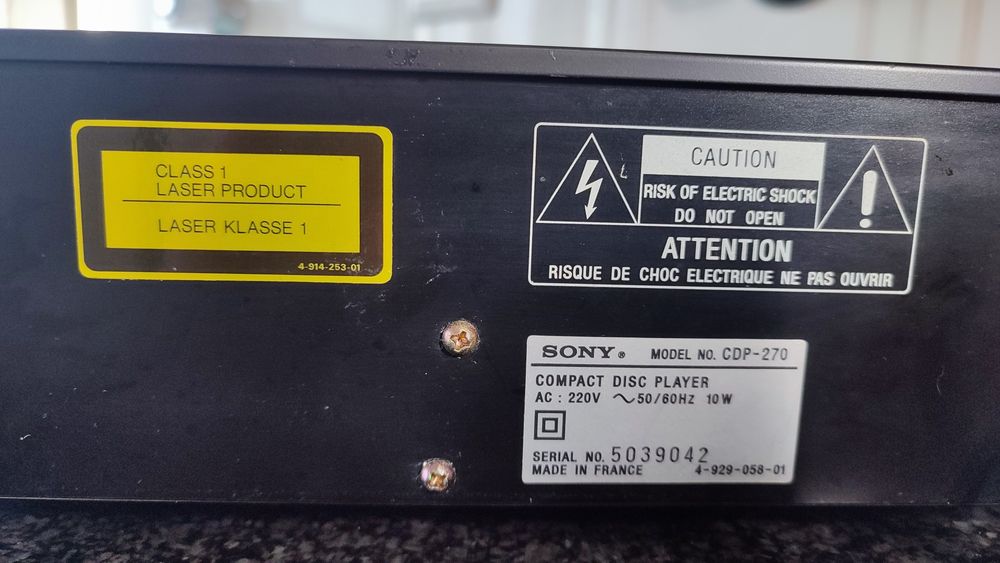 CLASS 1
LASER PRODUCT
LASER KLASSE 1
4-914-253-01
CAUTION
RISK OF ELECTRIC SHOCK
DO NOT OPEN
ATTENTION
RISQUE DE CHOC ELECTRIQUE NE PAS OUVRIR
SONY® MODEL NO. CDP-270
COMPACT DISC PLAYER
AC : 220V ~50/60Hz 10W
SERIAL NO. 5039042
MADE IN FRANCE 4-929-058-01